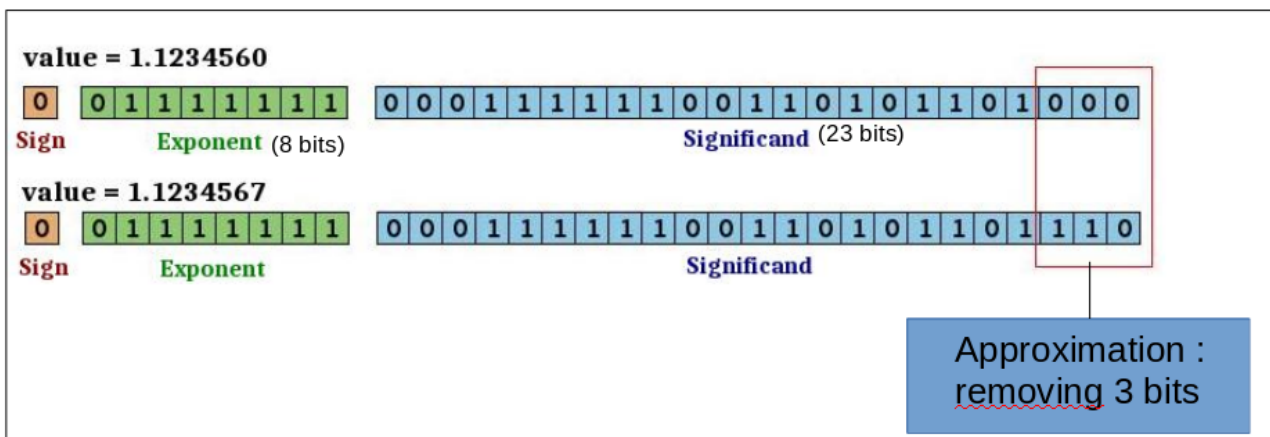 value = 1.1234560
0 0 1 1 1 1 1 1 1 0 0 0 1 1 1 1 1 1 0 0 1 1 0 1 0 1 1 0 1 0 0 0
Sign Exponent (8 bits) Significand (23 bits)
value = 1.1234567
0 0 1 1 1 1 1 1 1 0 0 0 1 1 1 1 1 1 0 0 1 1 0 1 0 1 1 0 1 1 1 0
Sign Exponent Significand
Approximation :
removing 3 bits